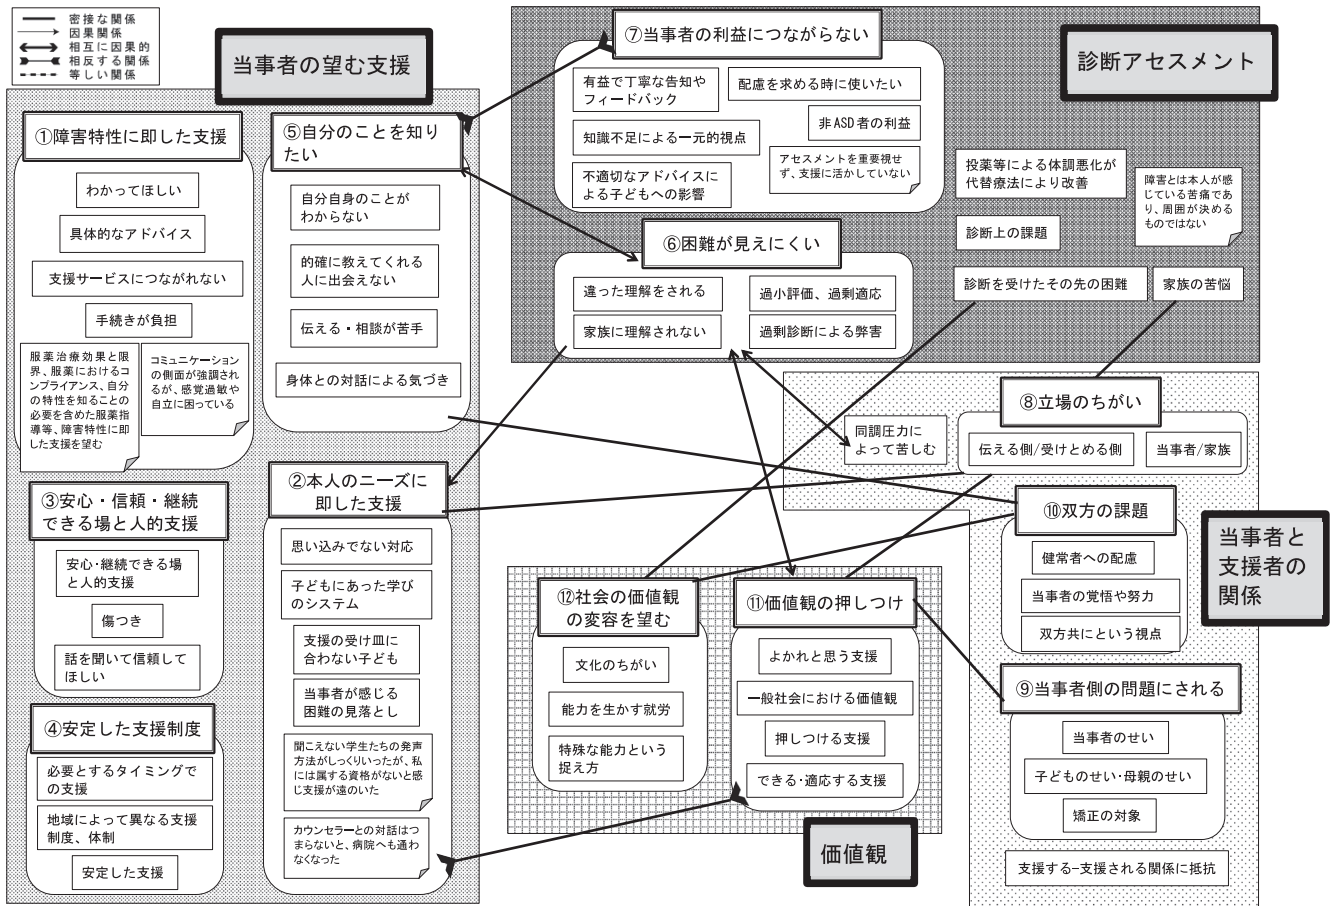 密接な関係
因果関係
相互に因果的
相反する関係
等しい関係
当事者の望む支援
①障害特性に即した支援
わかってほしい
具体的なアドバイス
支援サービスにつながれない
手続きが負担
服薬治療効果と限
界、服薬におけるコ
ンプライアンス、自分
の特性を知ることの
必要を含めた服薬指
導等、障害特性に即
した支援を望む
コミュニケーション
の側面が強調され
るが、感覚過敏や
自立に困っている
③安心・信頼・継続
できる場と人的支援
安心・継続できる場
と人的支援
傷つき
話を聞いて信頼して
ほしい
④安定した支援制度
必要とするタイミングで
の支援
地域によって異なる支援
制度、体制
安定した支援
⑤自分のことを知り
たい
自分自身のことが
わからない
的確に教えてくれる
人に出会えない
伝える・相談が苦手
身体との対話による気づき
②本人のニーズに
即した支援
思い込みでない対応
子どもにあった学び
のシステム
支援の受け皿に
合わない子ども
当事者が感じる
困難の見落とし
聞こえない学生たちの発声
方法がしっくりいったが、私
には属する資格がないと感
じ支援が遠のいた
カウンセラーとの対話はつ
まらないと、病院へも通わ
なくなった
診断アセスメント
⑦当事者の利益につながらない
有益で丁寧な告知や
フィードバック
配慮を求める時に使いたい
非ASD者の利益
知識不足による一元的視点
アセスメントを重要視せ
ず、支援に活かしていない
不適切なアドバイスに
よる子どもへの影響
投薬等による体調悪化が
代替療法により改善
障害とは本人が感
じている苦痛であ
り、周囲が決める
ものではない
診断上の課題
診断を受けたその先の困難
家族の苦悩
⑥困難が見えにくい
違った理解をされる
過小評価、過剰適応
家族に理解されない
過剰診断による弊害
当事者と
支援者の
関係
⑧立場のちがい
伝える側/受けとめる側
当事者/家族
同調圧力に
よって苦しむ
⑩双方の課題
健常者への配慮
当事者の覚悟や努力
双方共にという視点
⑨当事者側の問題にされる
当事者のせい
子どものせい・母親のせい
矯正の対象
支援する−支援される関係に抵抗
価値観
⑫社会の価値観
の変容を望む
文化のちがい
能力を生かす就労
特殊な能力という
捉え方
⑪価値観の押しつけ
よかれと思う支援
一般社会における価値観
押しつける支援
できる・適応する支援